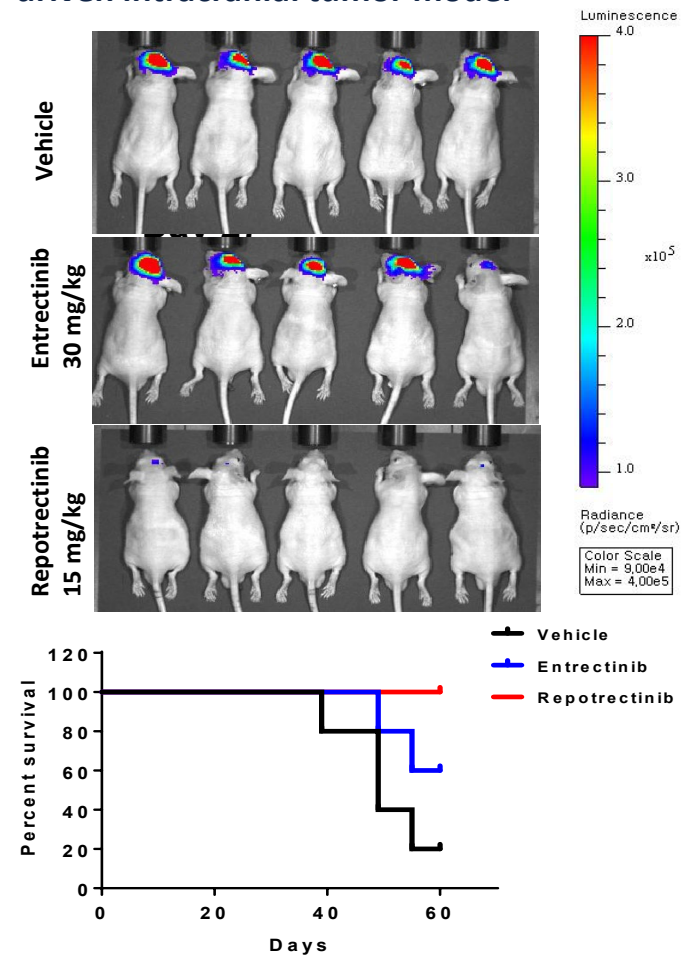 Luminescence
4.0
3.0
x10⁵
2.0
1.0
Radiance
(p/sec/cm²/sr)
Color Scale
Min = 9,00e4
Max = 4,00e5
Vehicle
Entrectinib
30 mg/kg
Repotrectinib
15 mg/kg
Vehicle
Entrectinib
Repotrectinib
Percent survival
120
100
80
60
40
20
0
0 20 40 60
Days